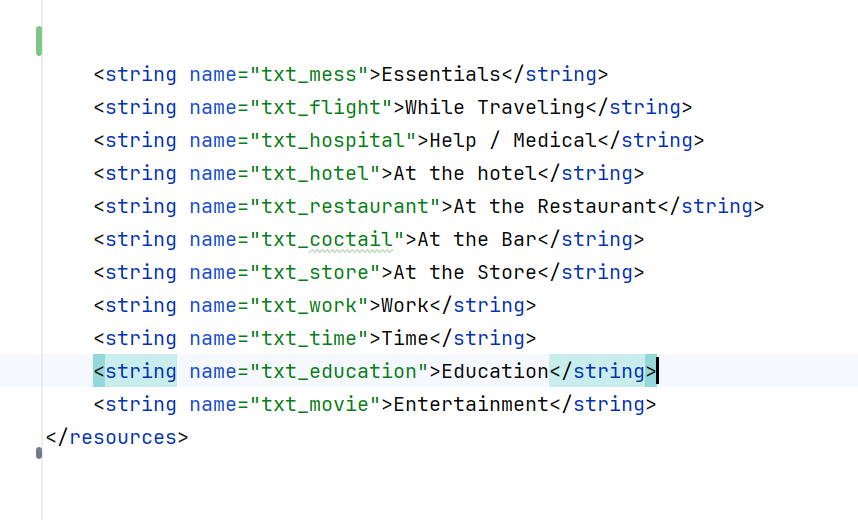 <string name="txt_mess">Essentials</string>
<string name="txt_flight">While Traveling</string>
<string name="txt_hospital">Help / Medical</string>
<string name="txt_hotel">At the hotel</string>
<string name="txt_restaurant">At the Restaurant</string>
<string name="txt_coctail">At the Bar</string>
<string name="txt_store">At the Store</string>
<string name="txt_work">Work</string>
<string name="txt_time">Time</string>
<string name="txt_education">Education</string>
<string name="txt_movie">Entertainment</string>
</resources>